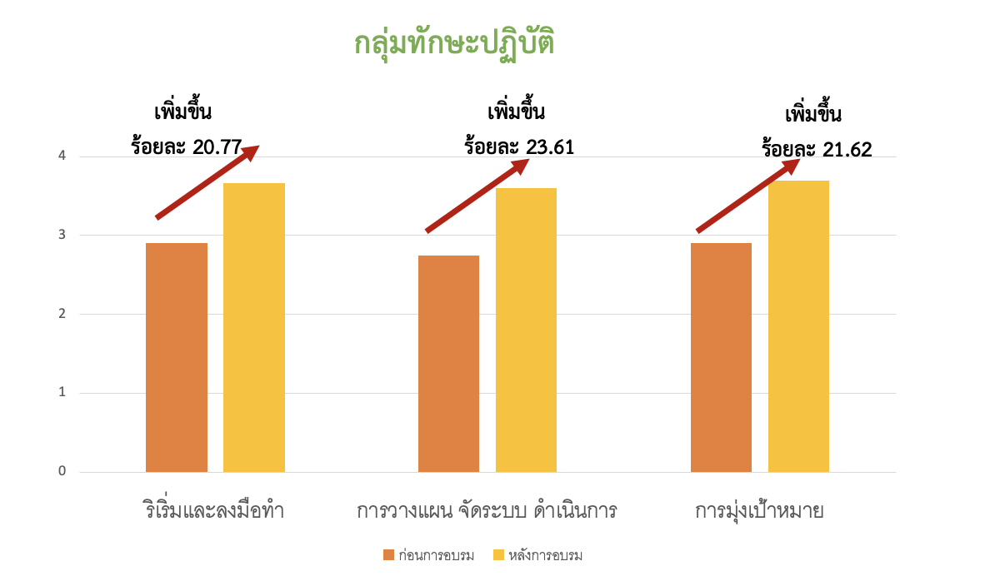 กลุ่มทักษะปฏิบัติ
เพิ่มขึ้น
ร้อยละ 20.77
เพิ่มขึ้น
ร้อยละ 23.61
เพิ่มขึ้น
ร้อยละ 21.62
4
3
2
1
0
ริเริ่มและลงมือทำ
การวางแผน จัดระบบ ดำเนินการ
การมุ่งเป้าหมาย
ก่อนการอบรม
หลังการอบรม